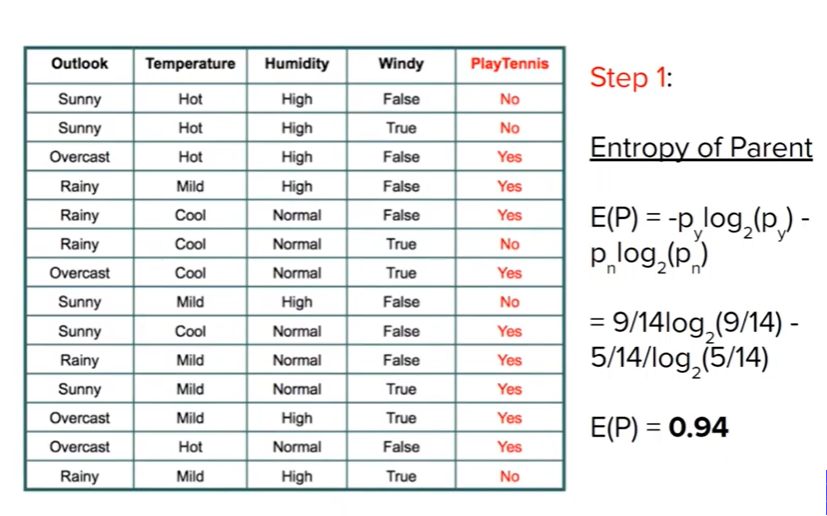 Outlook Temperature Humidity Windy PlayTennis
Sunny Hot High False No
Sunny Hot High True No
Overcast Hot High False Yes
Rainy Mild High False Yes
Rainy Cool Normal False Yes
Rainy Cool Normal True No
Overcast Cool Normal True Yes
Sunny Mild High False No
Sunny Cool Normal False Yes
Rainy Mild Normal False Yes
Sunny Mild Normal True Yes
Overcast Mild High True Yes
Overcast Hot Normal False Yes
Rainy Mild High True No
Step 1:
Entropy of Parent
E(P) = -pylog2(py) -
pnlog2(pn)
= 9/14log2(9/14) -
5/14/log2(5/14)
E(P) = 0.94